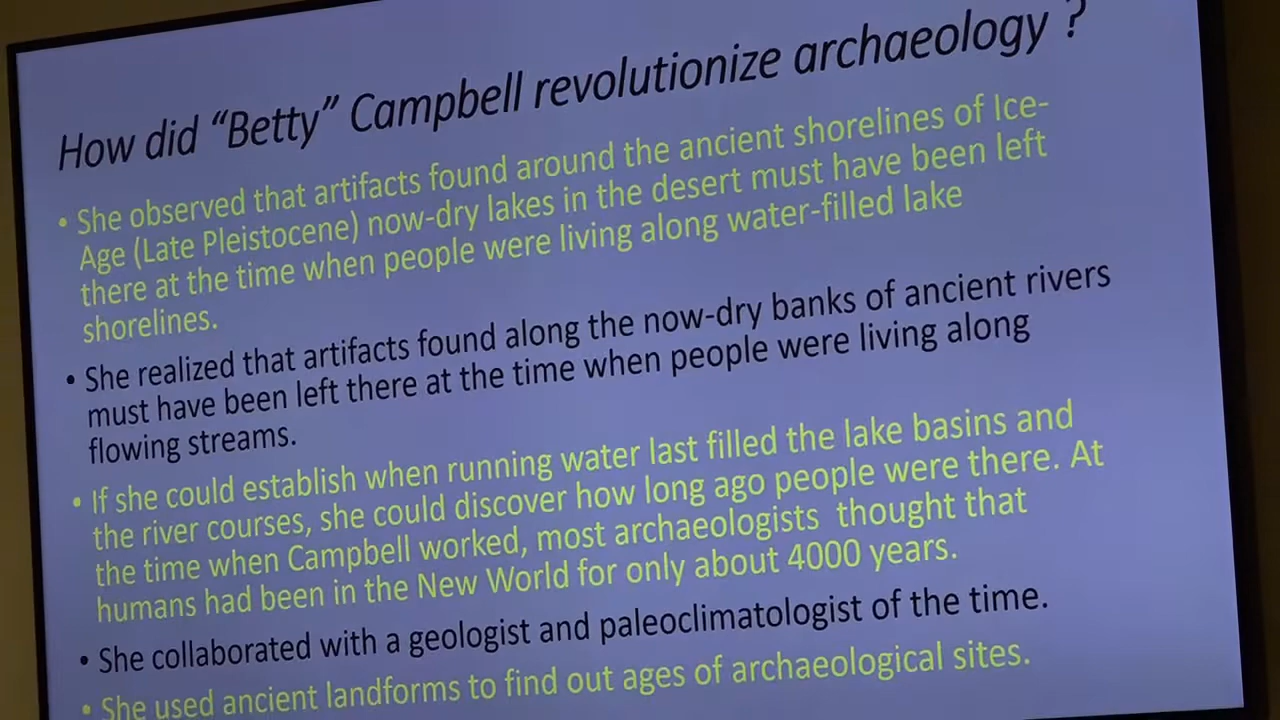 How did “Betty” Campbell revolutionize archaeology ?
• She observed that artifacts found around the ancient shorelines of Ice-
Age (Late Pleistocene) now-dry lakes in the desert must have been left
there at the time when people were living along water-filled lake
shorelines.
• She realized that artifacts found along the now-dry banks of ancient rivers
must have been left there at the time when people were living along
flowing streams.
• If she could establish when running water last filled the lake basins and
the river courses, she could discover how long ago people were there. At
the time when Campbell worked, most archaeologists thought that
humans had been in the New World for only about 4000 years.
• She collaborated with a geologist and paleoclimatologist of the time.
• She used ancient landforms to find out ages of archaeological sites.